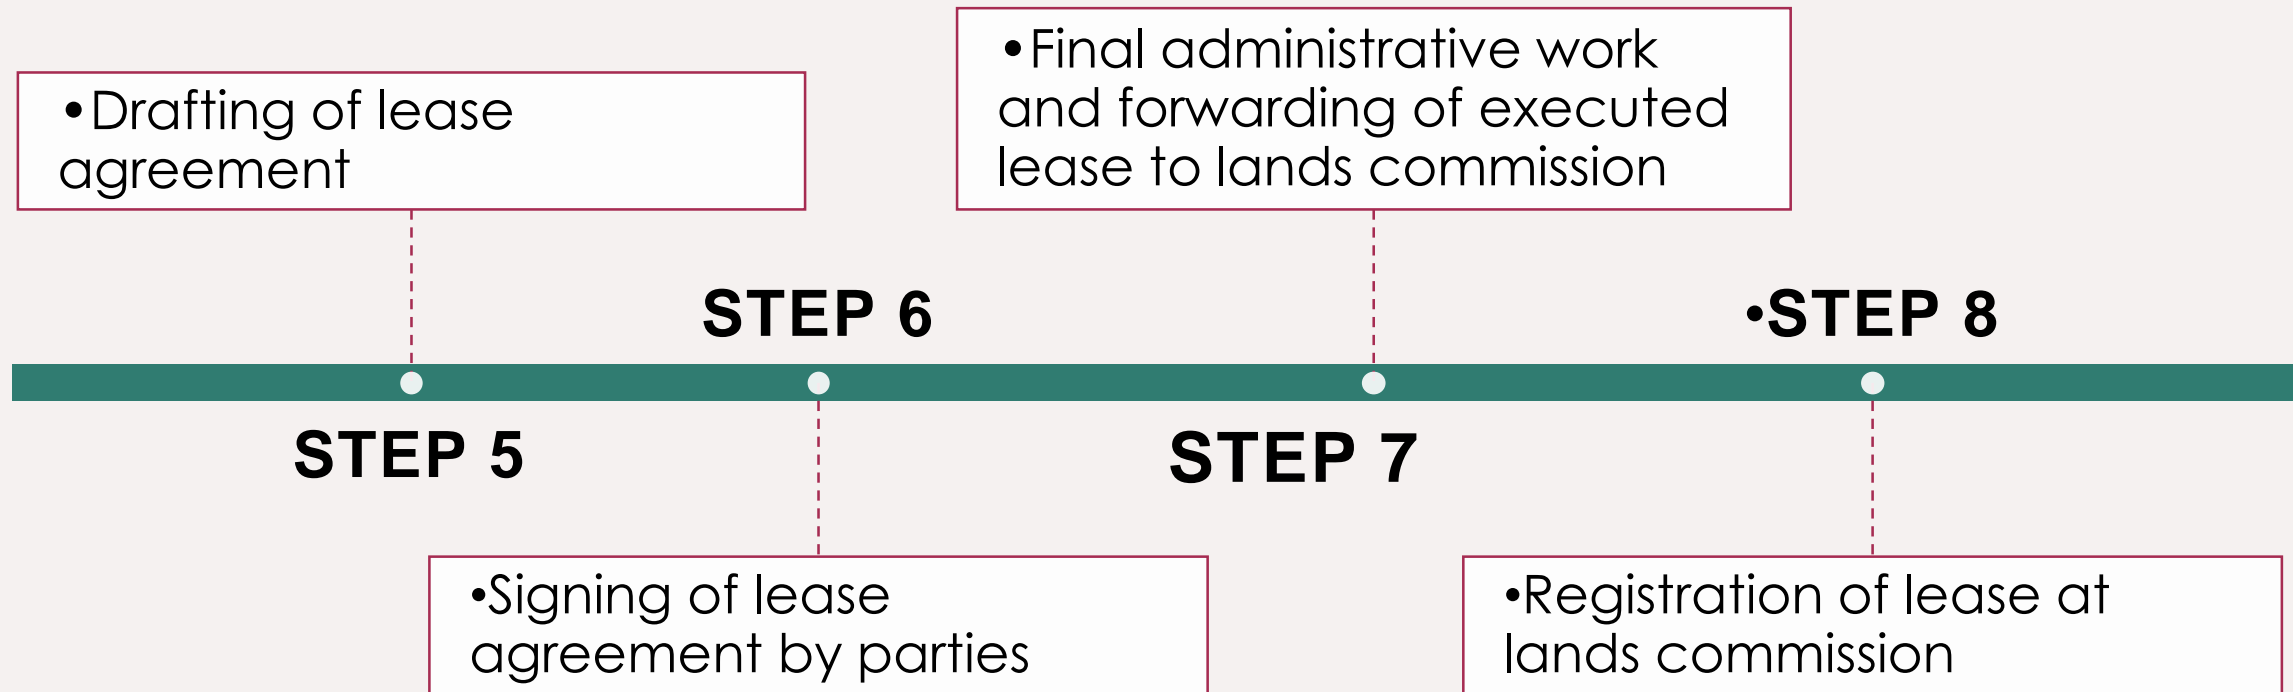 •Drafting of lease
agreement
•Final administrative work
and forwarding of executed
lease to lands commission
STEP 6
•STEP 8
STEP 5
STEP 7
•Signing of lease
agreement by parties
•Registration of lease at
lands commission